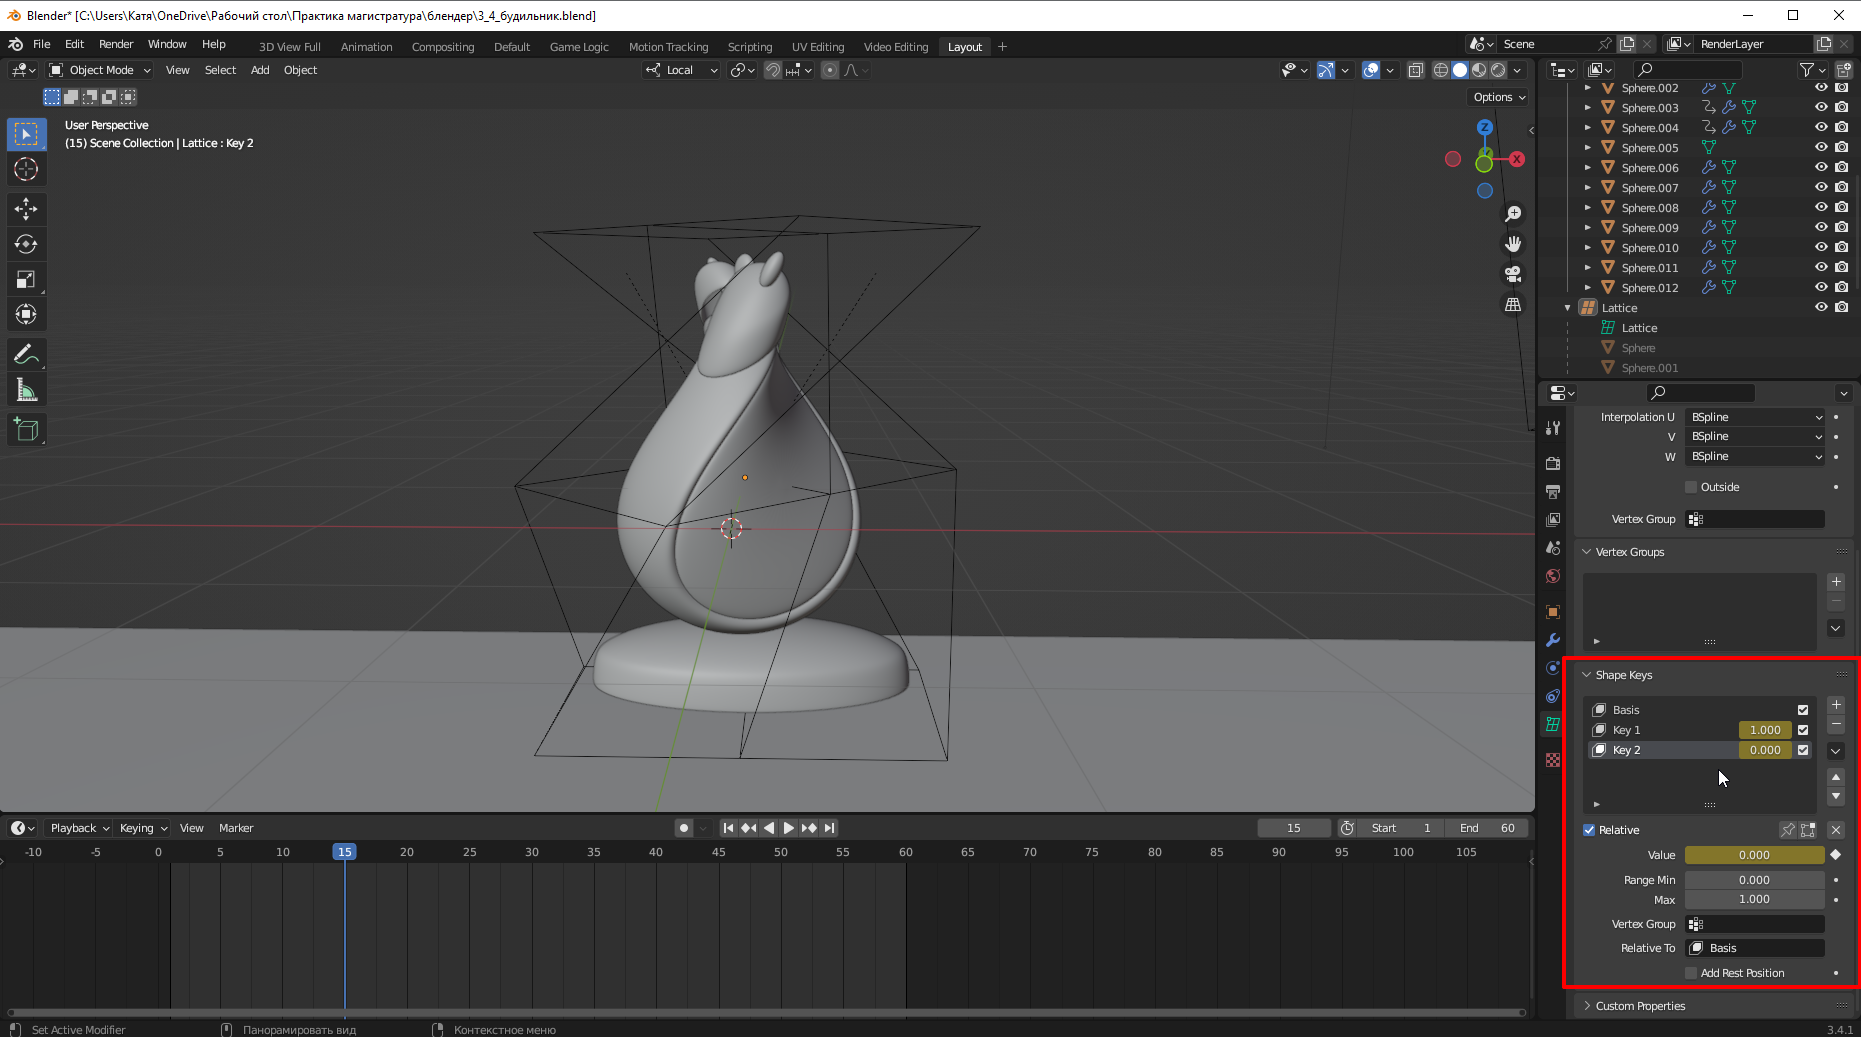 Blender* [C:\Users\Катя\OneDrive\Рабочий стол\Практика магистратура\блендер\3_4_будильник.blend]
File Edit Render Window Help 3D View Full Animation Compositing Default Game Logic Motion Tracking Scripting UV Editing Video Editing Layout Scene RenderLayer
Object Mode View Select Add Object Local
Options
User Perspective
(15) Scene Collection | Lattice : Key 2
Z
Y
X
Sphere.002
Sphere.003
Sphere.004
Sphere.005
Sphere.006
Sphere.007
Sphere.008
Sphere.009
Sphere.010
Sphere.011
Sphere.012
Lattice
Lattice
Sphere
Sphere.001
Interpolation U BSpline
V BSpline
W BSpline
Outside
Vertex Group
Vertex Groups
Shape Keys
Basis
Key 1 1.000
Key 2 0.000
Relative
Value 0.000
Range Min 0.000
Max 1.000
Vertex Group
Relative To Basis
Add Rest Position
Custom Properties
Playback Keying View Marker 15 Start 1 End 60
-10 -5 0 5 10 15 20 25 30 35 40 45 50 55 60 65 70 75 80 85 90 95 100 105
Set Active Modifier Панорамировать вид Контекстное меню 3.4.1